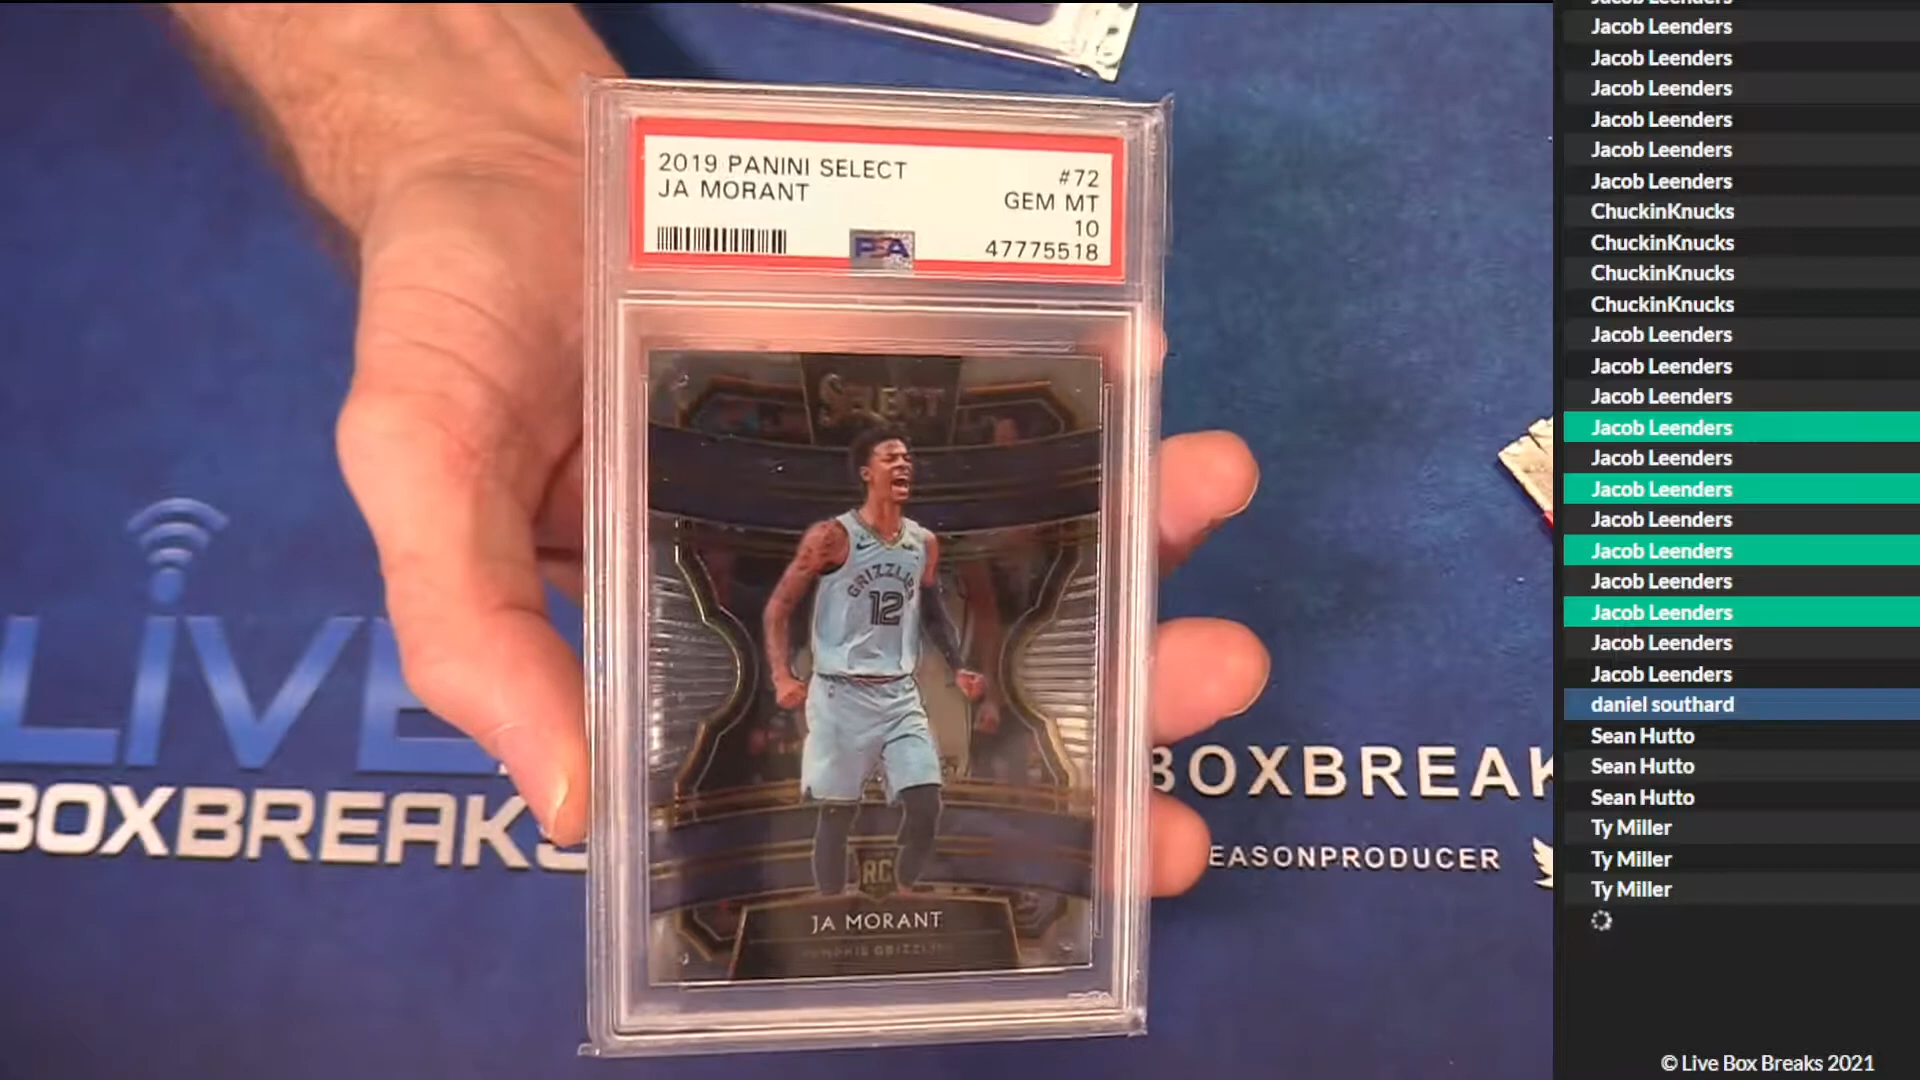 2019 PANINI SELECT
JA MORANT
#72
GEM MT
10
47775518
PSA
SELECT
GRIZZLIES
12
RC
JA MORANT
MEMPHIS GRIZZLIES
LIVE
BOXBREAKS
BOXBREAK
EASONPRODUCER
Jacob Leenders
Jacob Leenders
Jacob Leenders
Jacob Leenders
Jacob Leenders
Jacob Leenders
Jacob Leenders
ChuckinKnucks
ChuckinKnucks
ChuckinKnucks
ChuckinKnucks
Jacob Leenders
Jacob Leenders
Jacob Leenders
Jacob Leenders
Jacob Leenders
Jacob Leenders
Jacob Leenders
Jacob Leenders
Jacob Leenders
Jacob Leenders
Jacob Leenders
Jacob Leenders
daniel southard
Sean Hutto
Sean Hutto
Sean Hutto
Ty Miller
Ty Miller
Ty Miller
© Live Box Breaks 2021